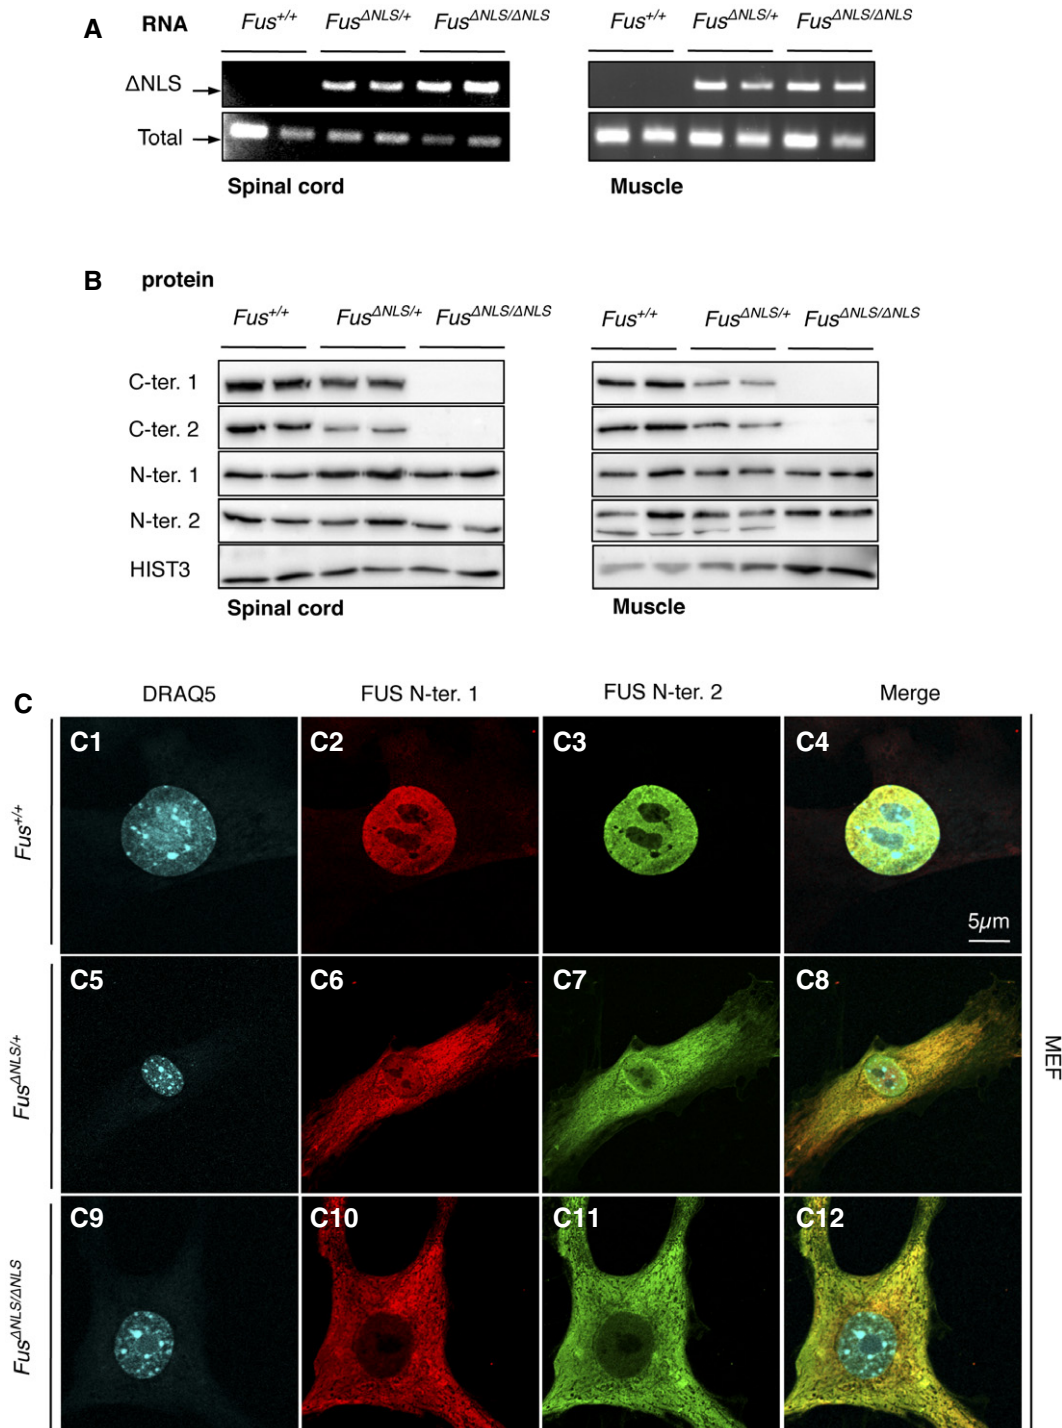 A RNA Fus+/+ FusΔNLS/+ FusΔNLS/ΔNLS Fus+/+ FusΔNLS/+ FusΔNLS/ΔNLS
ΔNLS
Total
Spinal cord Muscle
B protein
Fus+/+ FusΔNLS/+ FusΔNLS/ΔNLS Fus+/+ FusΔNLS/+ FusΔNLS/ΔNLS
C-ter. 1
C-ter. 2
N-ter. 1
N-ter. 2
HIST3
Spinal cord Muscle
C DRAQ5 FUS N-ter. 1 FUS N-ter. 2 Merge
Fus+/+
C1 C2 C3 C4
5µm
FusΔNLS/+
C5 C6 C7 C8
MEF
FusΔNLS/ΔNLS
C9 C10 C11 C12